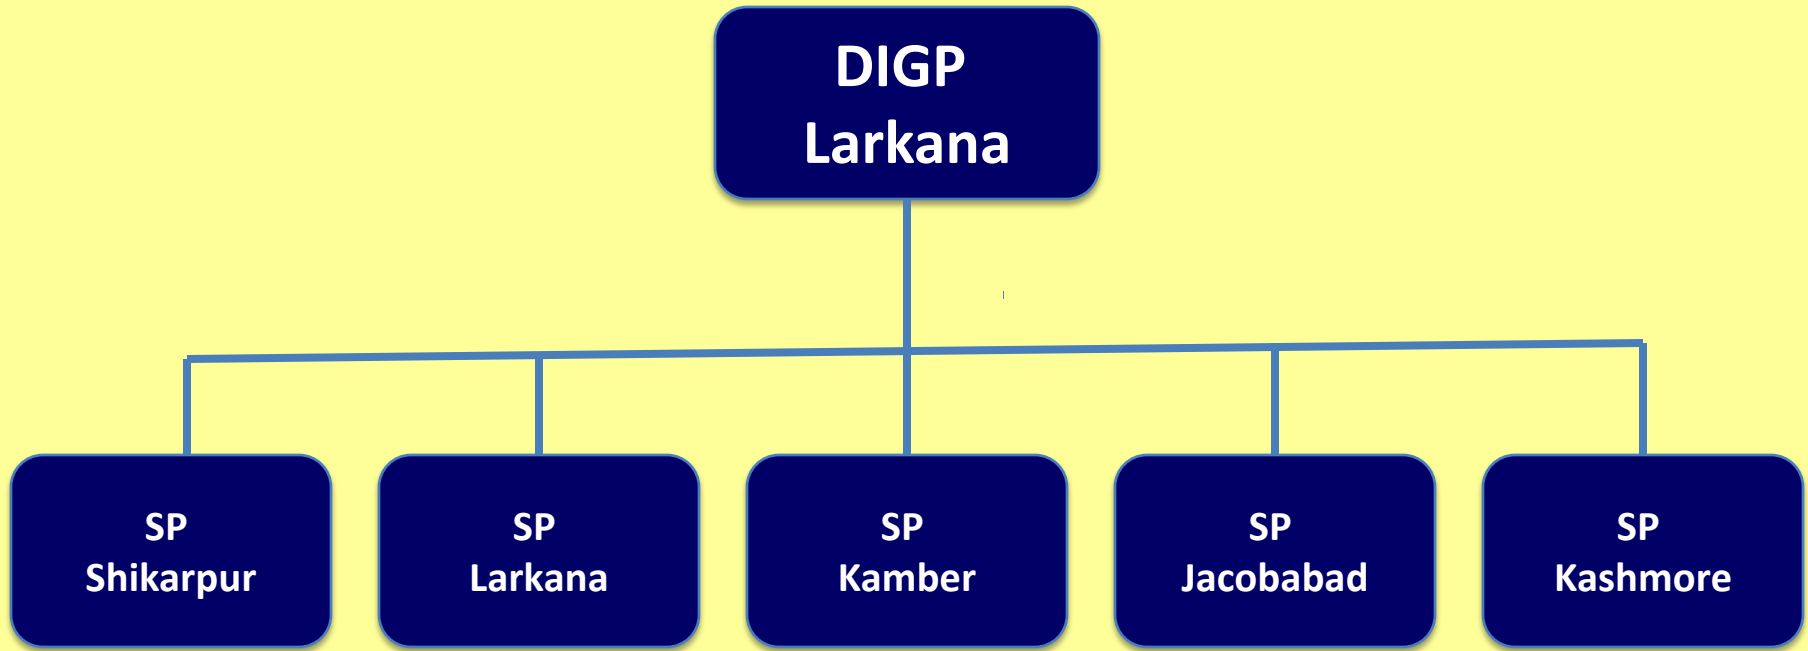 DIGP
Larkana
SP
Shikarpur
SP
Larkana
SP
Kamber
SP
Jacobabad
SP
Kashmore